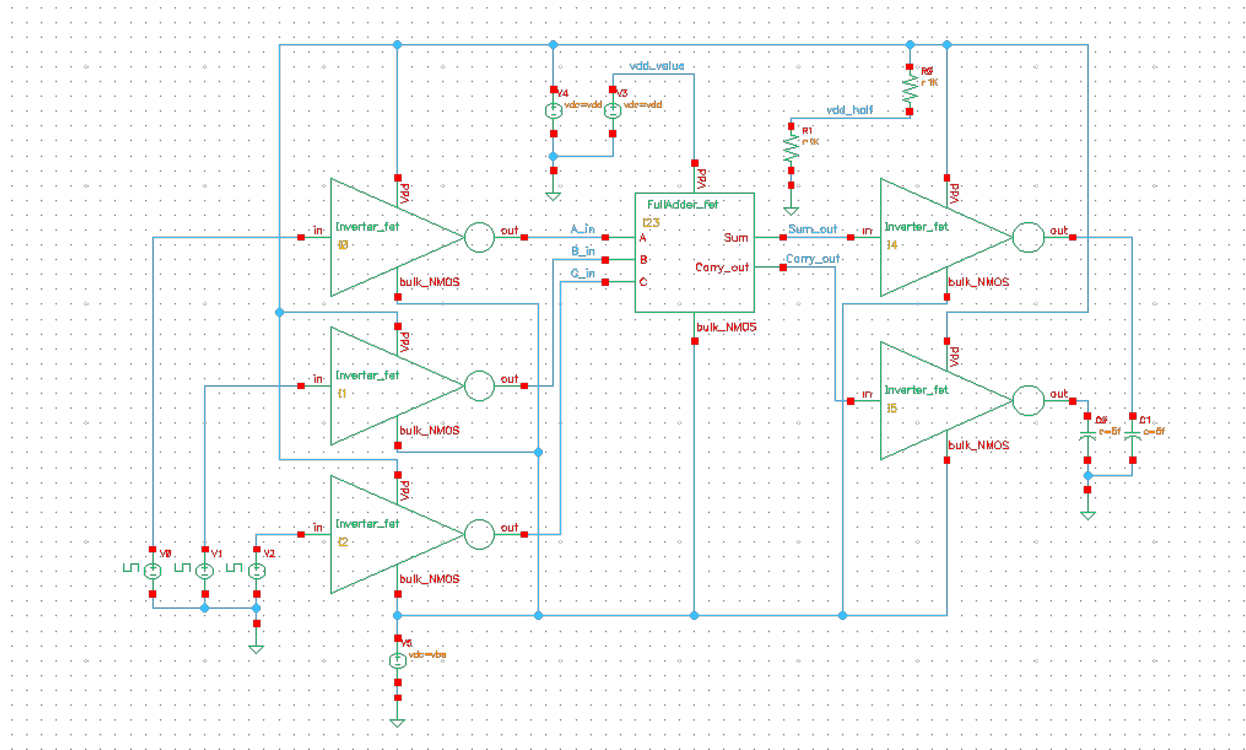 vdd_value
V4
vdc=vdd
V3
vdc=vdd
R0
r=1K
vdd_half
R1
r=1K
Vdd
in
Inverter_fet
I0
out
bulk_NMOS
A_in
B_in
C_in
Vdd
FullAdder_fet
I23
A
B
C
Sum
Carry_out
bulk_NMOS
Sum_out
Carry_out
Vdd
in
Inverter_fet
I4
out
bulk_NMOS
Vdd
in
Inverter_fet
I1
out
bulk_NMOS
Vdd
in
Inverter_fet
I5
out
bulk_NMOS
C0
c=5f
C1
c=5f
Vdd
in
Inverter_fet
I2
out
bulk_NMOS
V0
V1
V2
V5